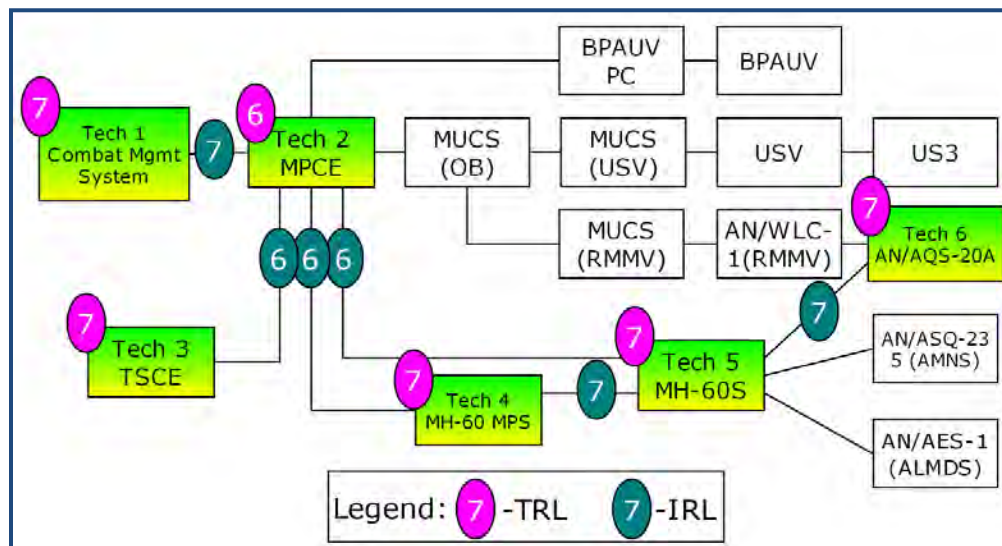 BPAUV
PC
BPAUV
7
Tech 1
Combat Mgmt
System
7
6
Tech 2
MPCE
MUCS
(OB)
MUCS
(USV)
USV
US3
MUCS
(RMMV)
AN/WLC-
1(RMMV)
7
Tech 6
AN/AQS-20A
6
6
6
7
7
Tech 3
TSCE
7
Tech 4
MH-60 MPS
7
7
Tech 5
MH-60S
AN/ASQ-23
5 (AMNS)
AN/AES-1
(ALMDS)
Legend: 7 -TRL 7 -IRL